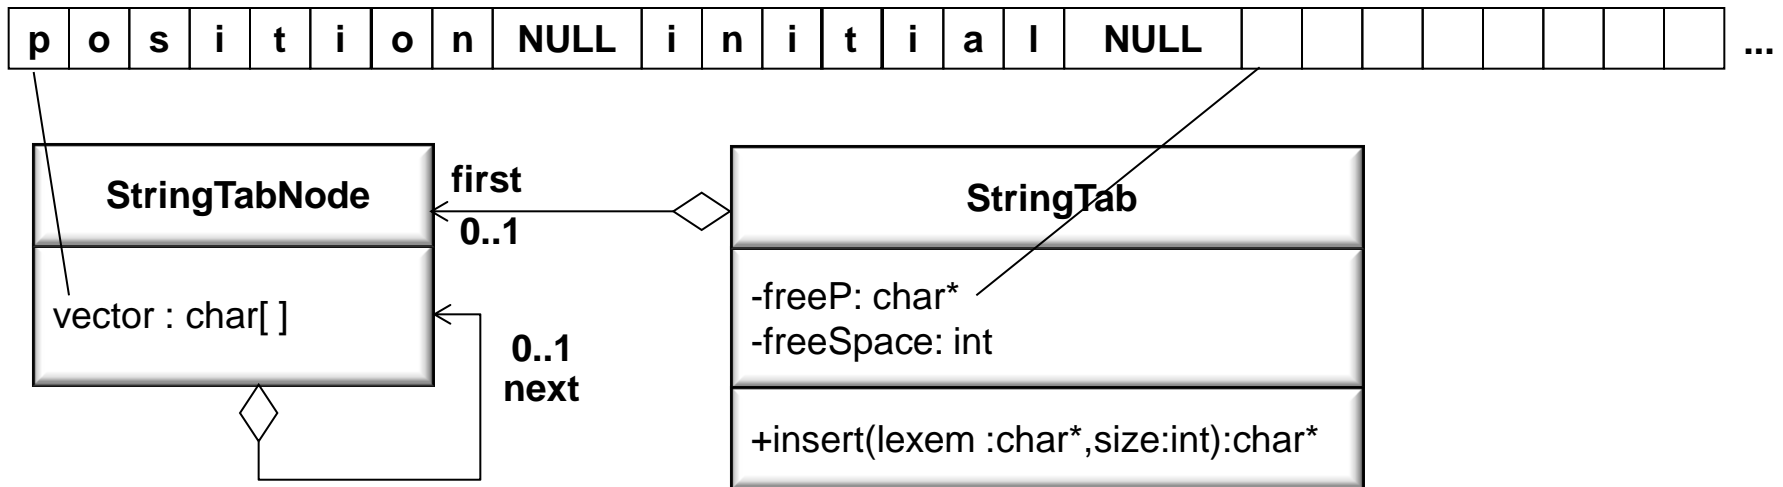 p o s i t i o n NULL i n i t i a l NULL ...
StringTabNode
vector : char[ ]
first
0..1
0..1
next
StringTab
-freeP: char*
-freeSpace: int
+insert(lexem :char*,size:int):char*